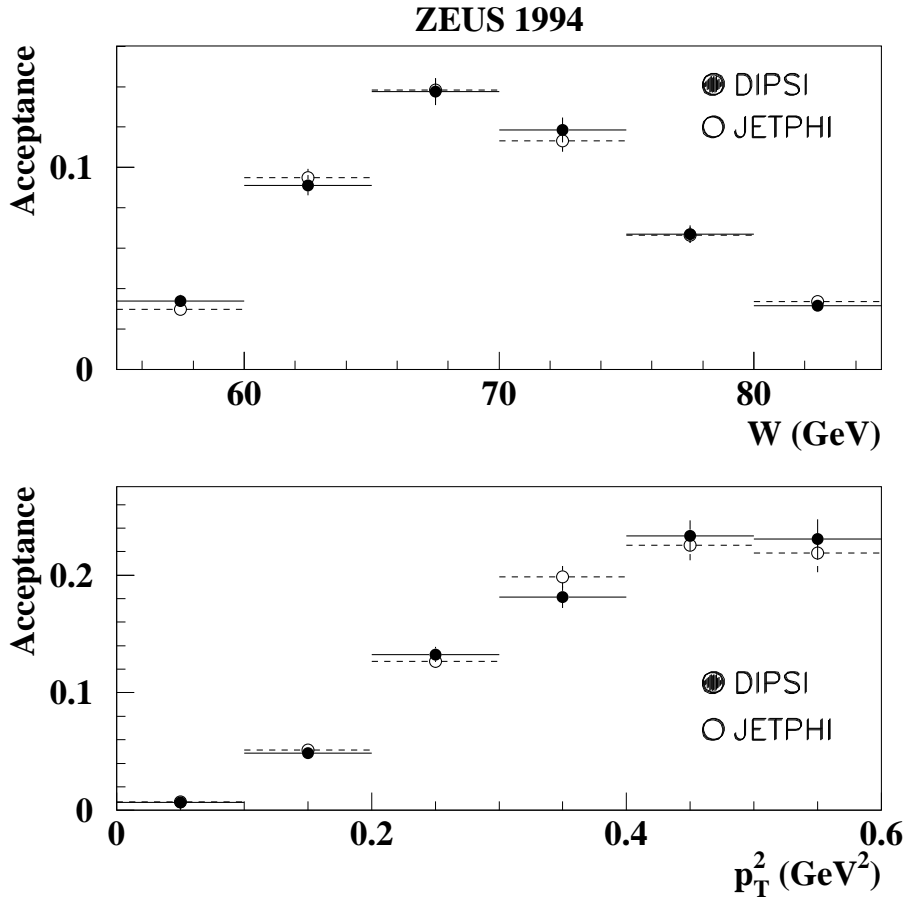 ZEUS 1994
Acceptance
DIPSI
JETPHI
0.1
0
60 70 80
W (GeV)
Acceptance
0.2
0.1
0
DIPSI
JETPHI
0 0.2 0.4 0.6
p_T^2 (GeV^2)